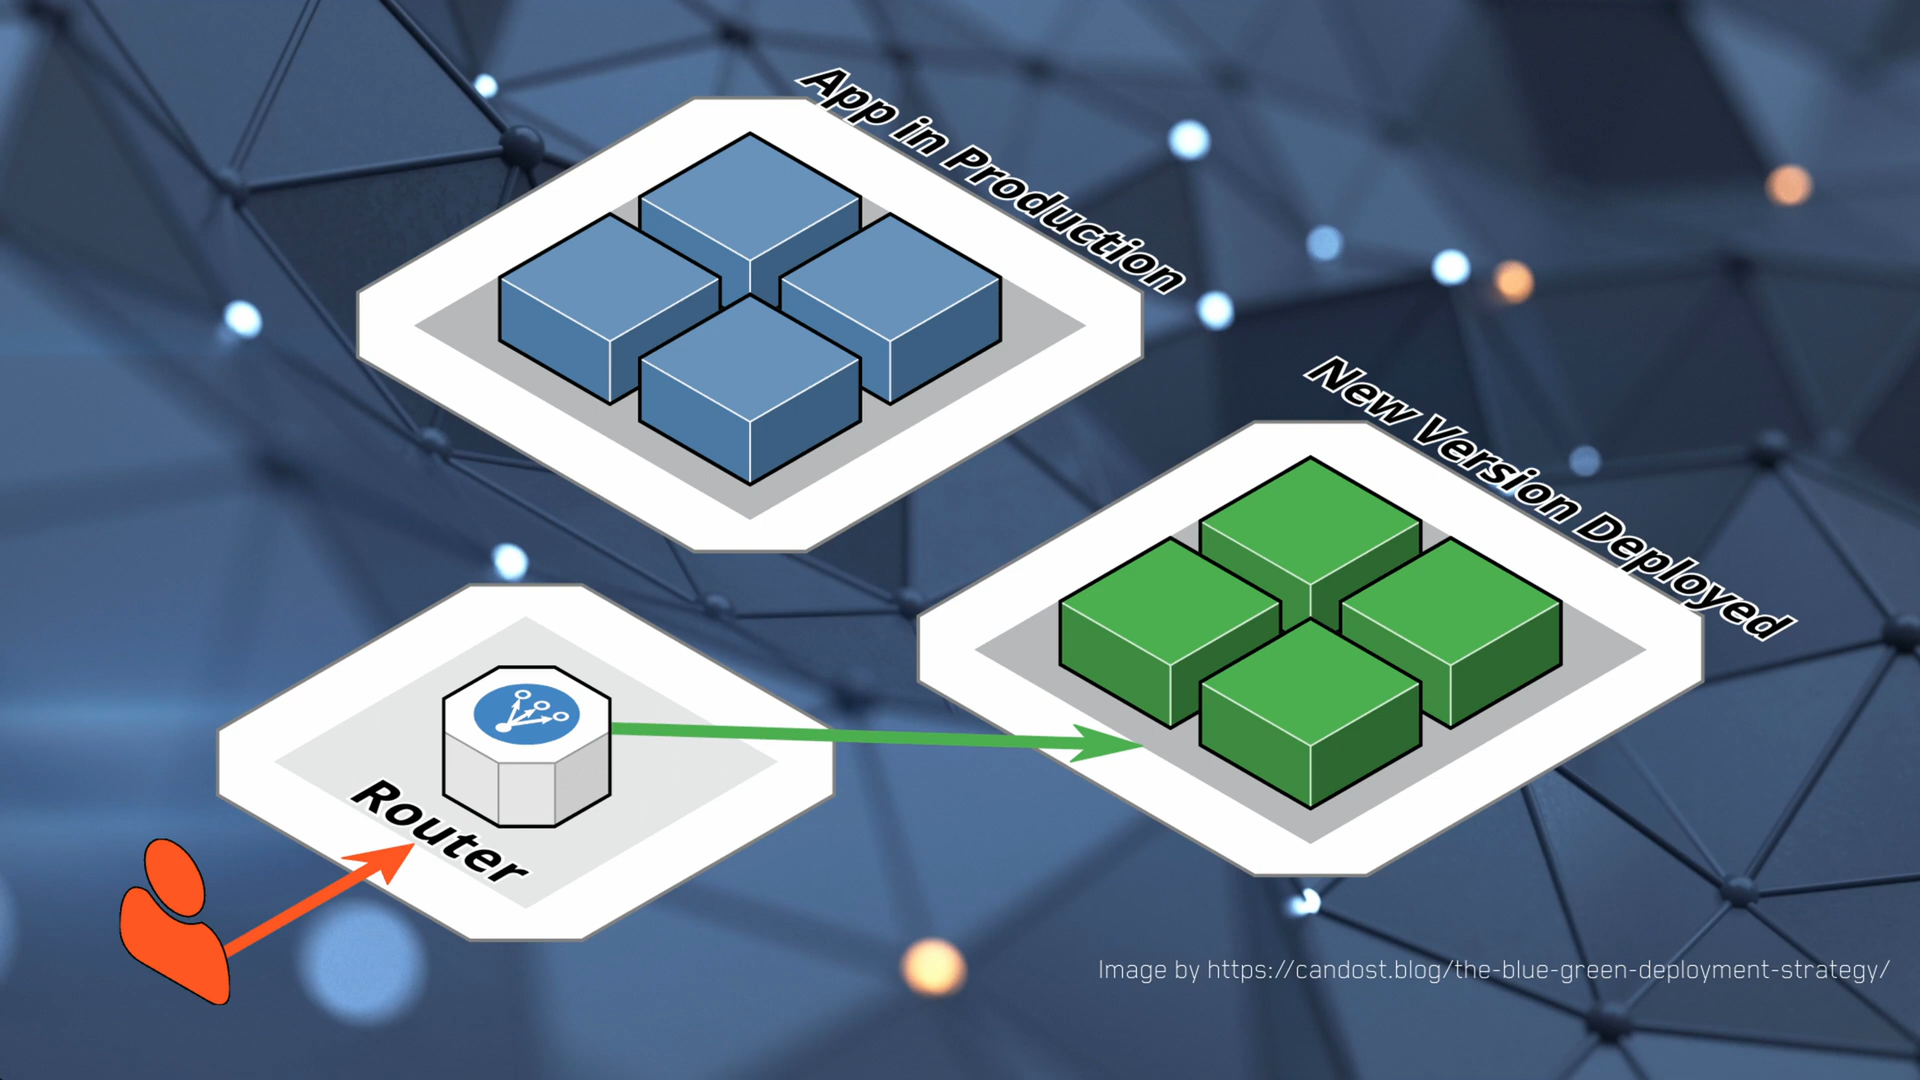 App in Production
New Version Deployed
Router
Image by https://candost.blog/the-blue-green-deployment-strategy/